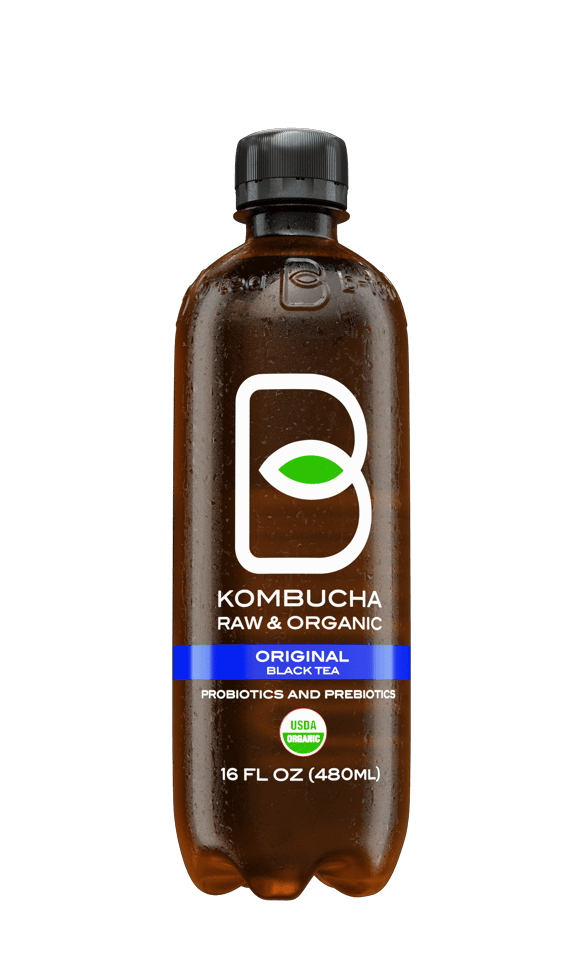 B
KOMBUCHA
RAW & ORGANIC
ORIGINAL
BLACK TEA
PROBIOTICS AND PREBIOTICS
USDA
ORGANIC
16 FL OZ (480ML)